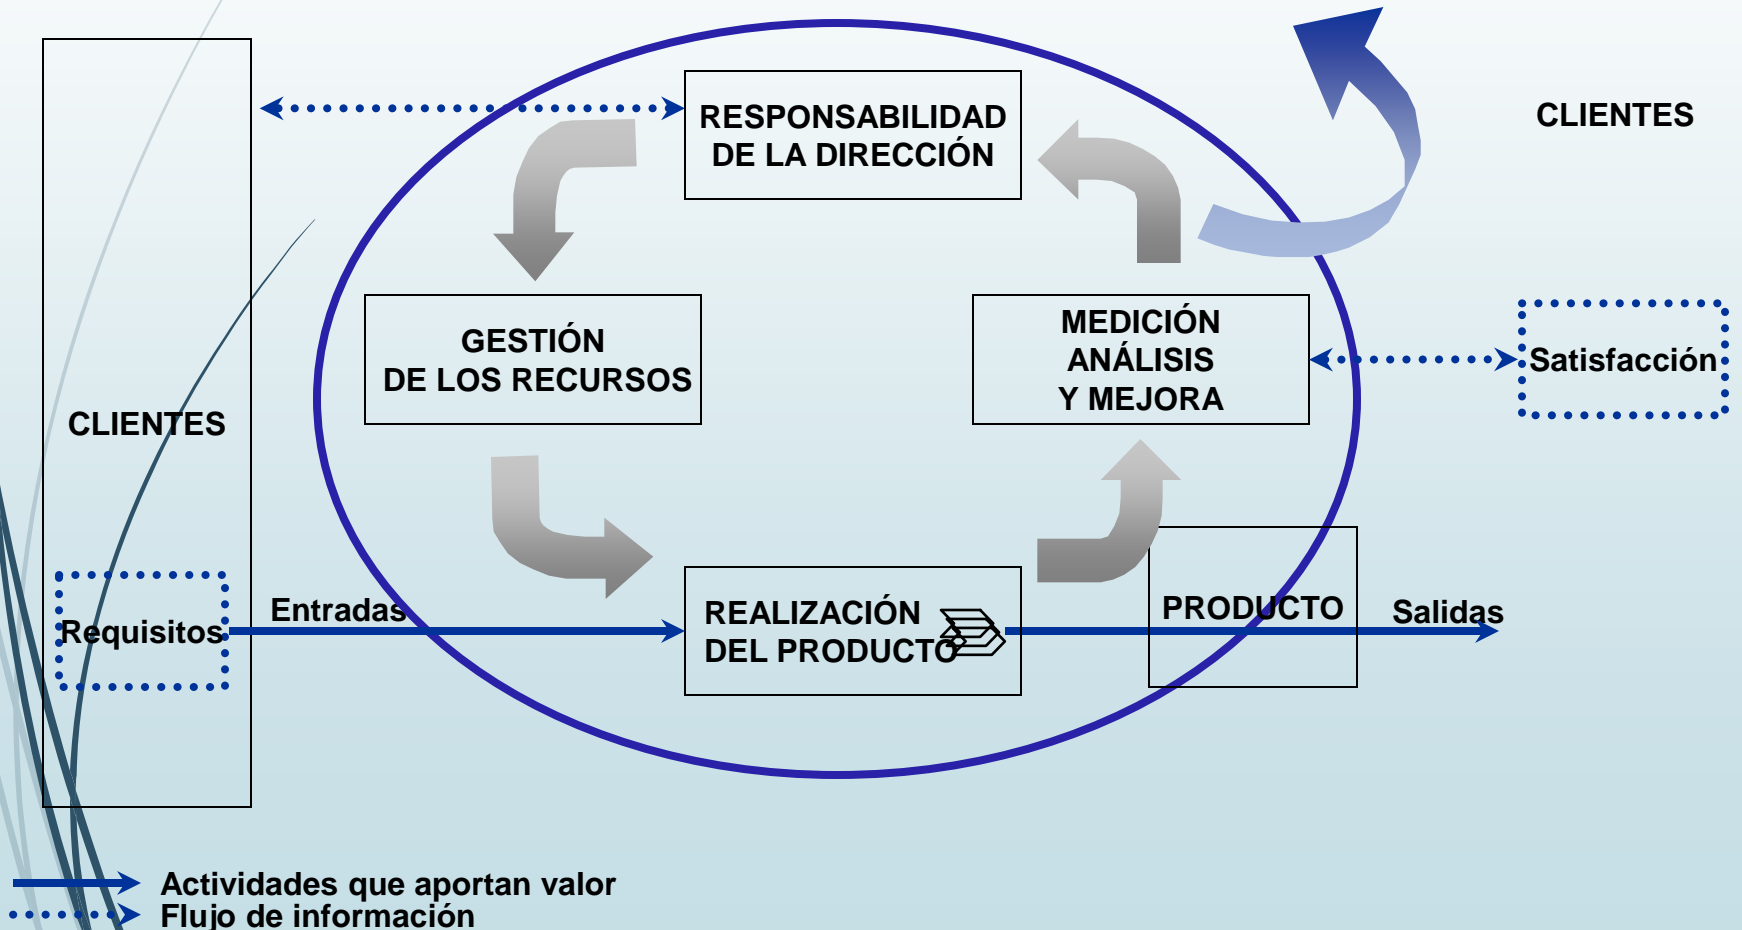 CLIENTES
Requisitos
Entradas
RESPONSABILIDAD
DE LA DIRECCIÓN
GESTIÓN
DE LOS RECURSOS
MEDICIÓN
ANÁLISIS
Y MEJORA
REALIZACIÓN
DEL PRODUCTO
PRODUCTO
Salidas
CLIENTES
Satisfacción
Actividades que aportan valor
Flujo de información